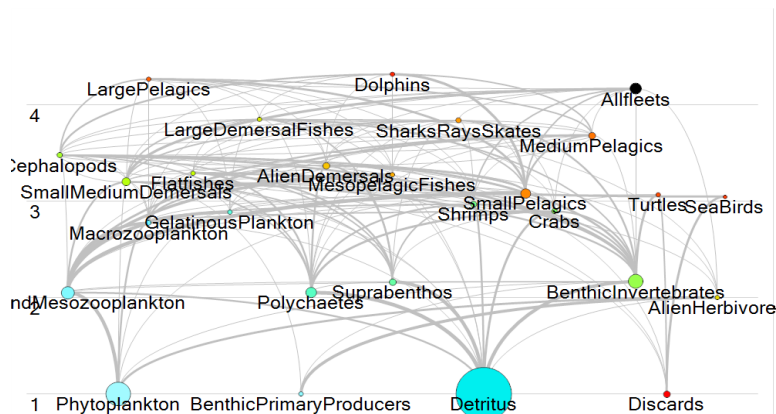 Dolphins
LargePelagics
Allfleets
4
LargeDemersalFishes
SharksRaysSkates
MediumPelagics
Cephalopods
AlienDemersals
Flatfishes
MesopelagicFishes
SmallMediumDemersals
SmallPelagics
Turtles
SeaBirds
3
Shrimps
Crabs
GelatinousPlankton
Macrozooplankton
Suprabenthos
BenthicInvertebrates
ndMesozooplankton
Polychaetes
2
AlienHerbivore
1
Phytoplankton
BenthicPrimaryProducers
Detritus
Discards